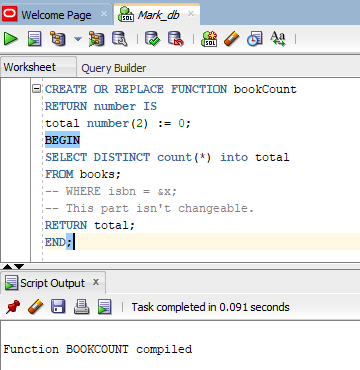 Welcome Page Mark_db
Worksheet Query Builder
CREATE OR REPLACE FUNCTION bookCount
RETURN number IS
total number(2) := 0;
BEGIN
SELECT DISTINCT count(*) into total
FROM books;
-- WHERE isbn = &x;
-- This part isn't changeable.
RETURN total;
END;
Script Output
Task completed in 0.091 seconds
Function BOOKCOUNT compiled